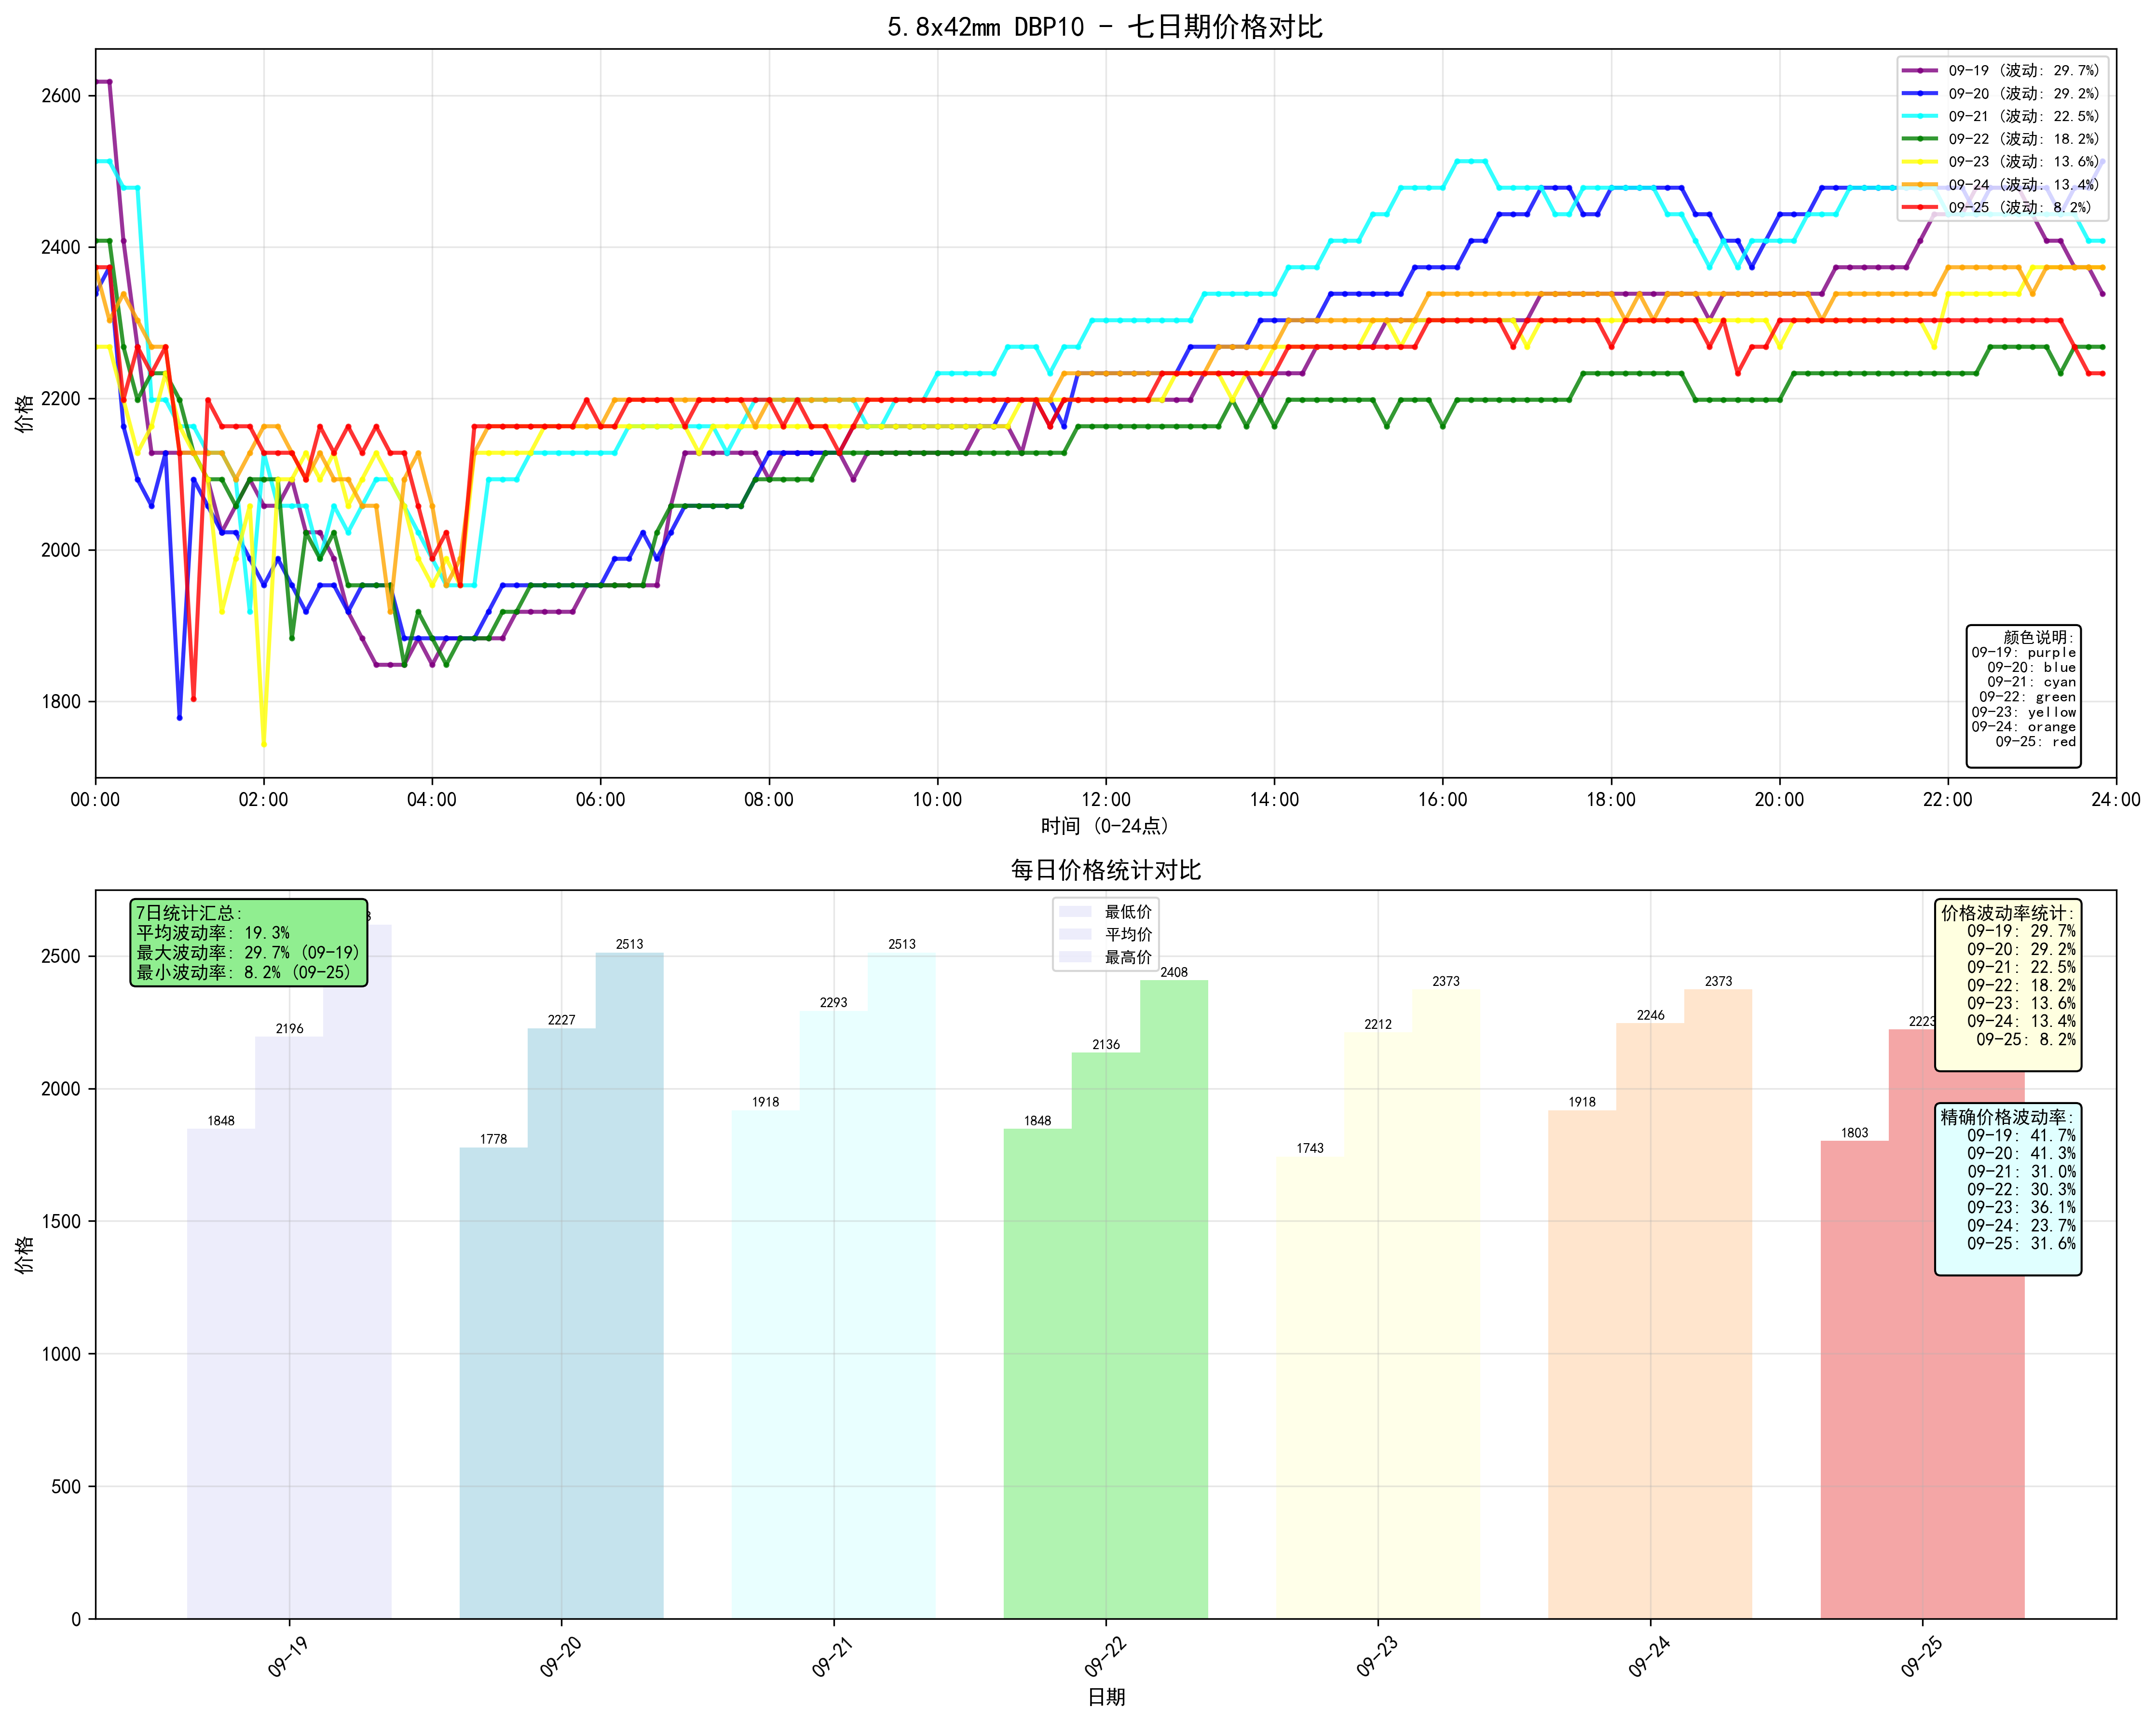 5.8x42mm DBP10 - 七日期价格对比
价格
2600
2400
2200
2000
1800
09-19 (波动: 29.7%)
09-20 (波动: 29.2%)
09-21 (波动: 22.5%)
09-22 (波动: 18.2%)
09-23 (波动: 13.6%)
09-24 (波动: 13.4%)
09-25 (波动: 8.2%)
颜色说明:
09-19: purple
09-20: blue
09-21: cyan
09-22: green
09-23: yellow
09-24: orange
09-25: red
00:00 02:00 04:00 06:00 08:00 10:00 12:00 14:00 16:00 18:00 20:00 22:00 24:00
时间 (0-24点)
每日价格统计对比
价格
2500
2000
1500
1000
500
0
7日统计汇总:
平均波动率: 19.3%
最大波动率: 29.7% (09-19)
最小波动率: 8.2% (09-25)
最低价
平均价
最高价
价格波动率统计:
09-19: 29.7%
09-20: 29.2%
09-21: 22.5%
09-22: 18.2%
09-23: 13.6%
09-24: 13.4%
09-25: 8.2%
精确价格波动率:
09-19: 41.7%
09-20: 41.3%
09-21: 31.0%
09-22: 30.3%
09-23: 36.1%
09-24: 23.7%
09-25: 31.6%
1848 2196
1778 2227 2513
1918 2293 2513
1848 2136 2408
1743 2212 2373
1918 2246 2373
1803 2223
09-19 09-20 09-21 09-22 09-23 09-24 09-25
日期